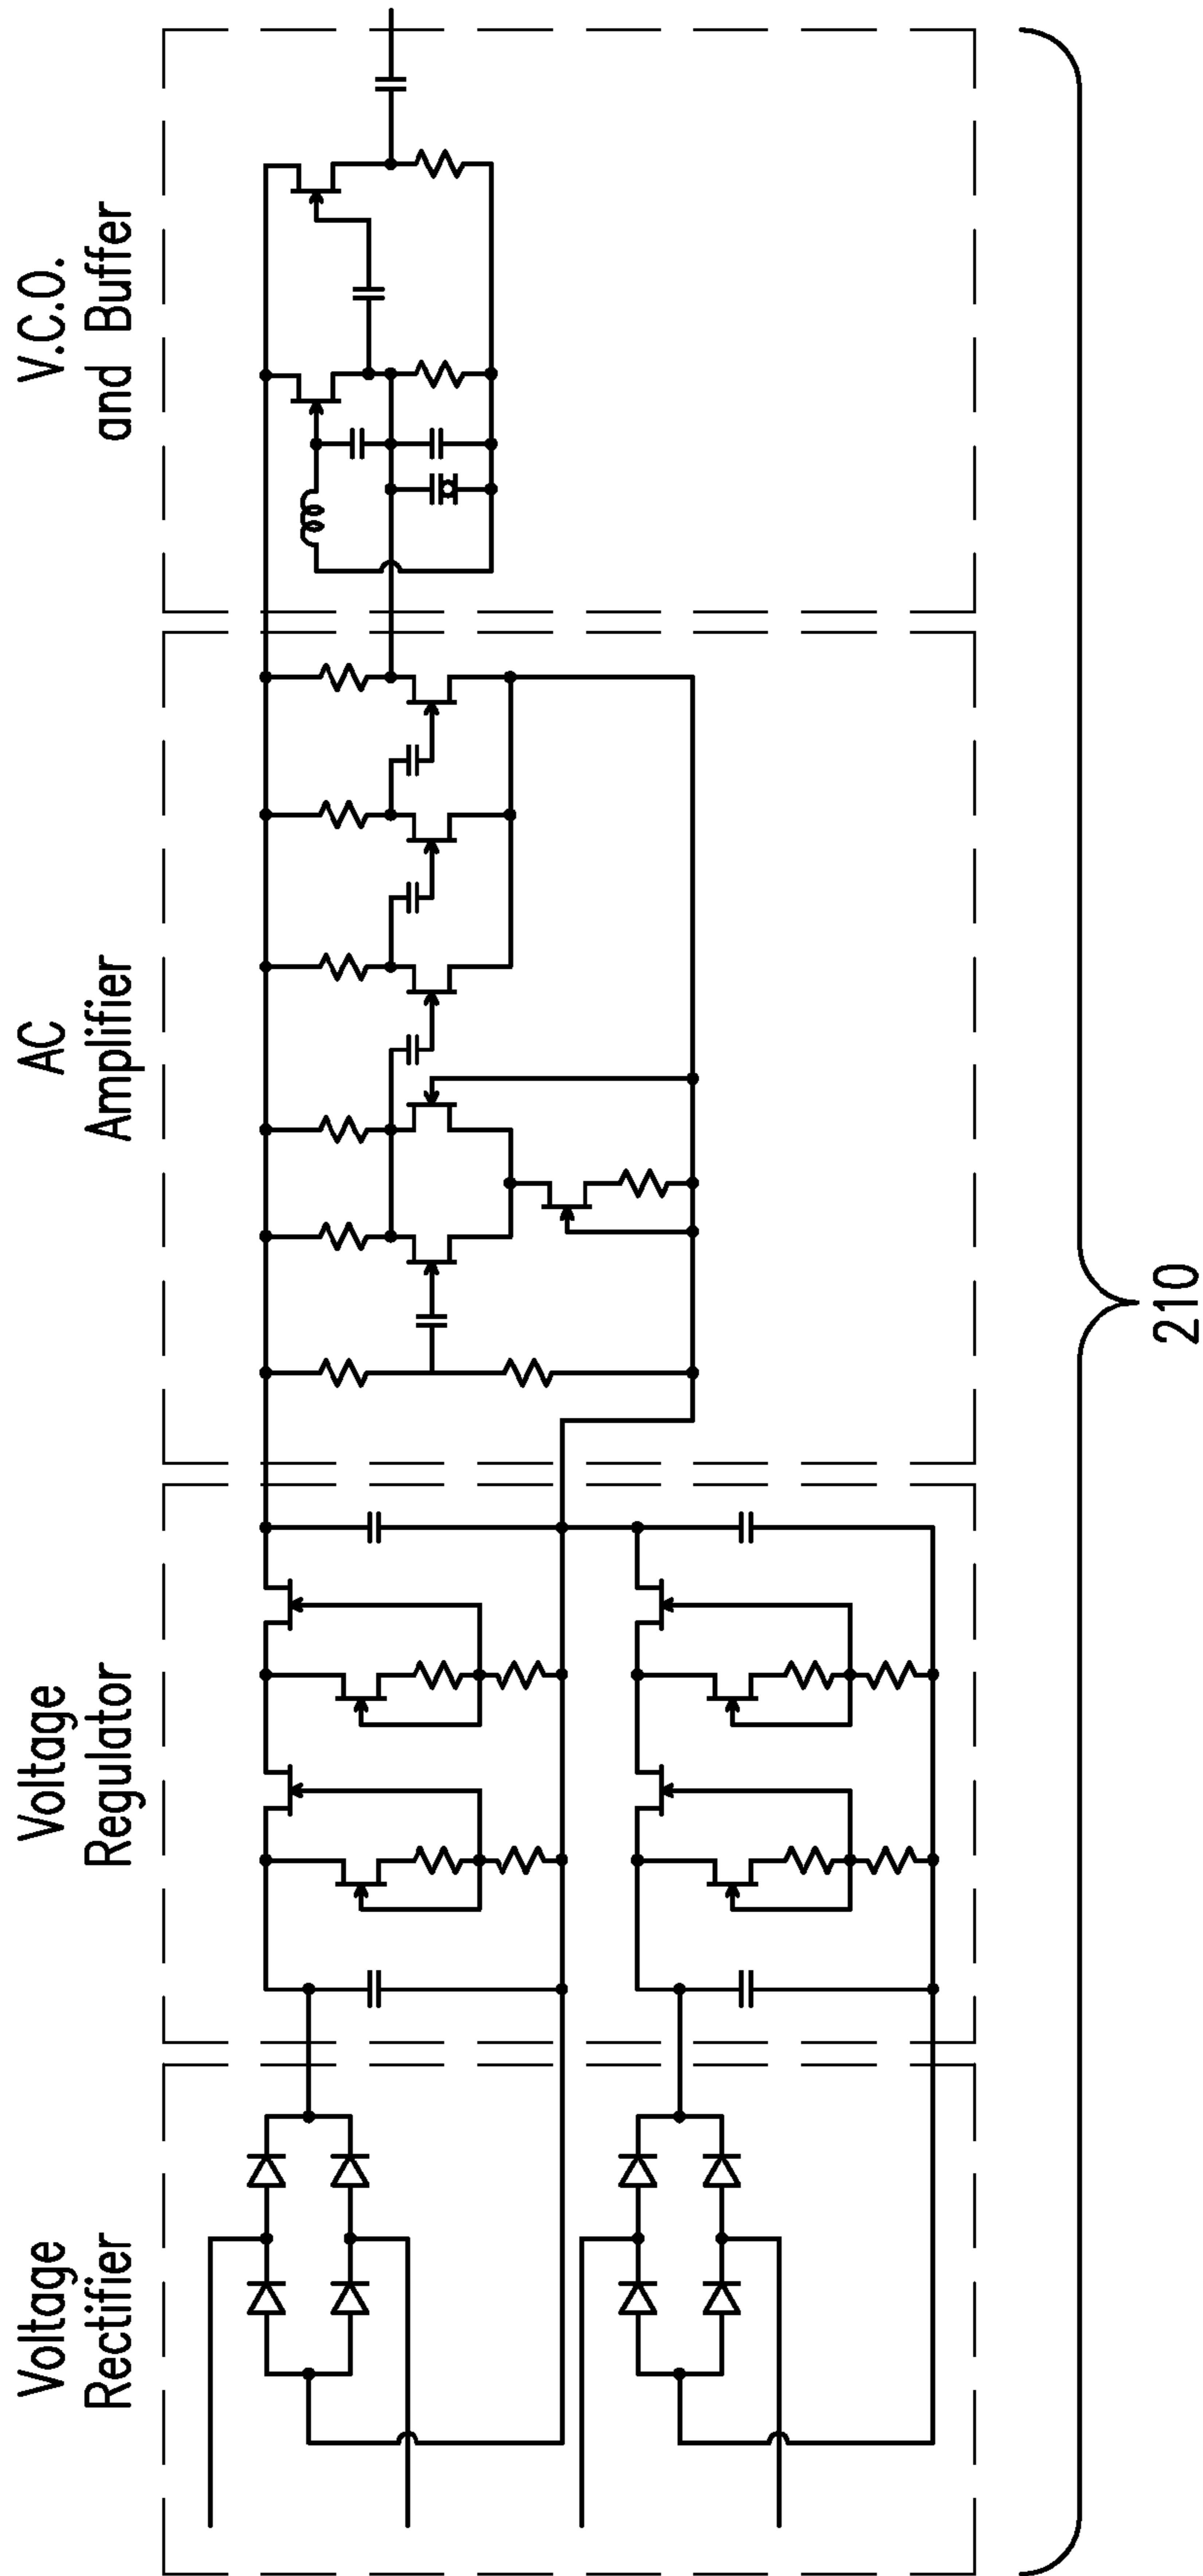 Voltage
Rectifier
Voltage
Regulator
AC
Amplifier
V.C.O.
and Buffer
210